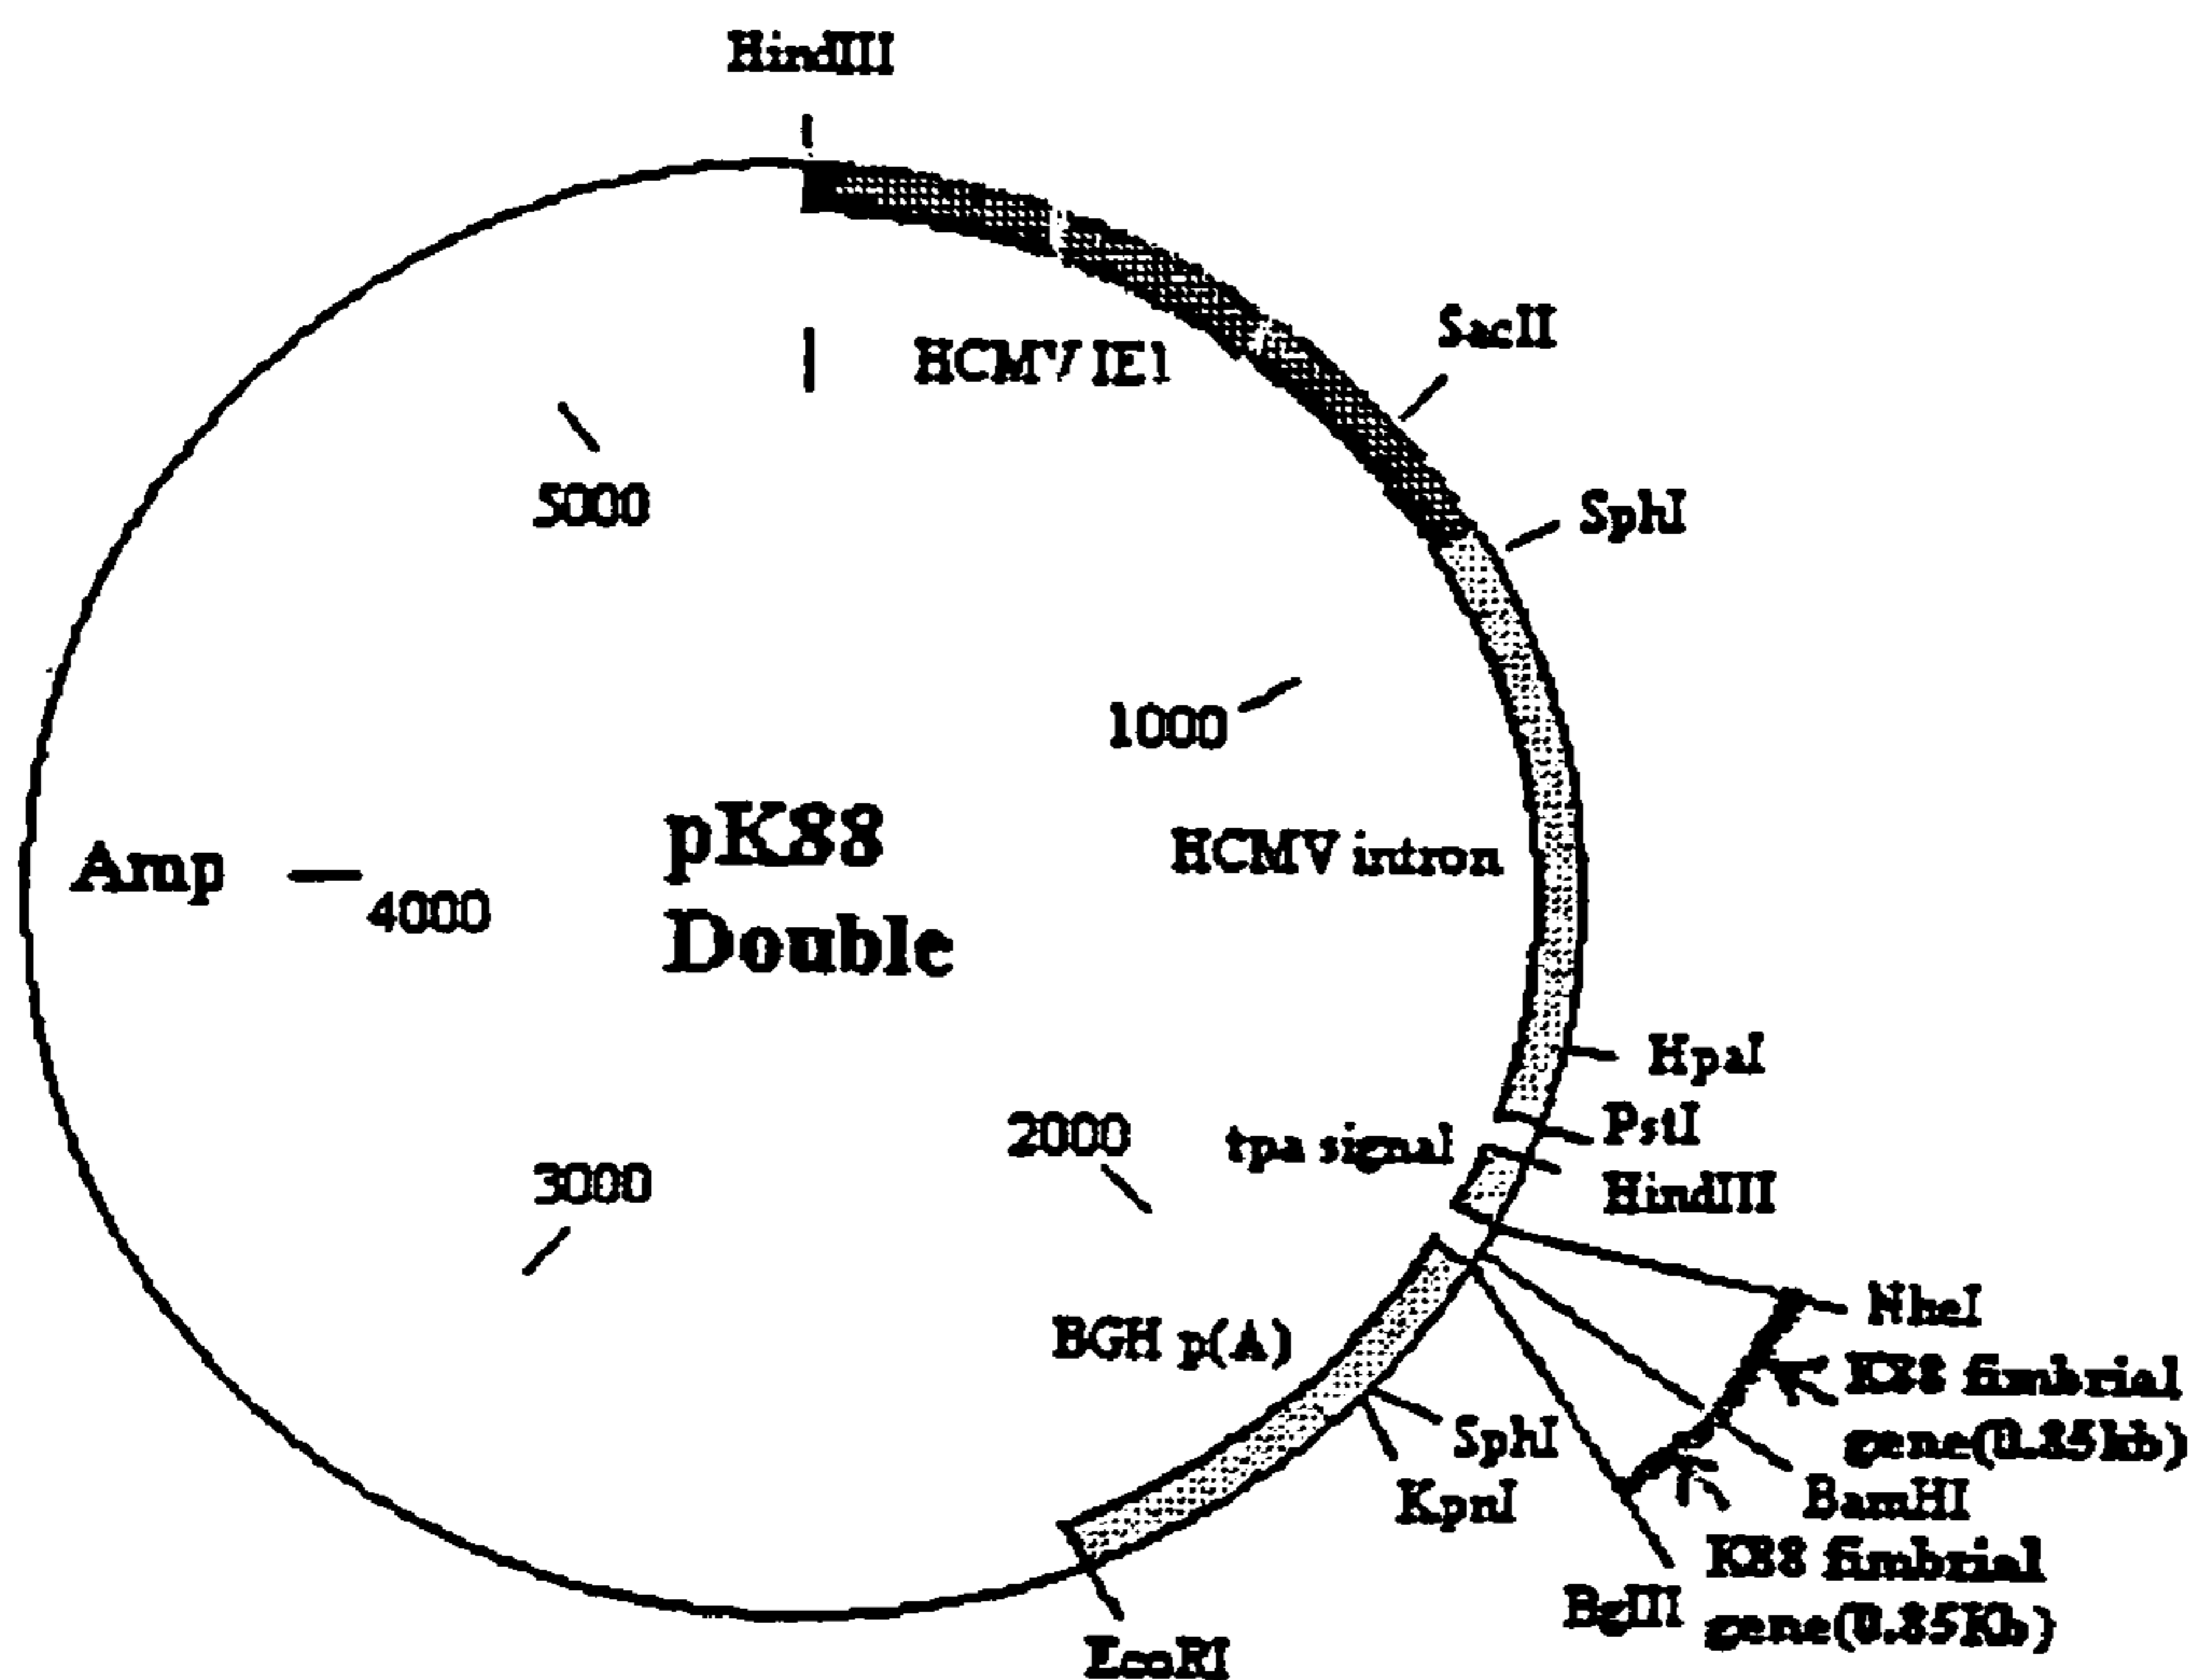 HindIII
HCMV IE1
SacII
5000
SphI
1000
pK88
Double
HCMV intron
Amp
4000
HpaI
PstI
2000
tpa signal
HindIII
3000
NheI
BGH p(A)
K88 fimbrial
gene(0.85kb)
SphI
KpnI
BamHI
K88 fimbrial
gene(0.85Kb)
BglII
EcoRI